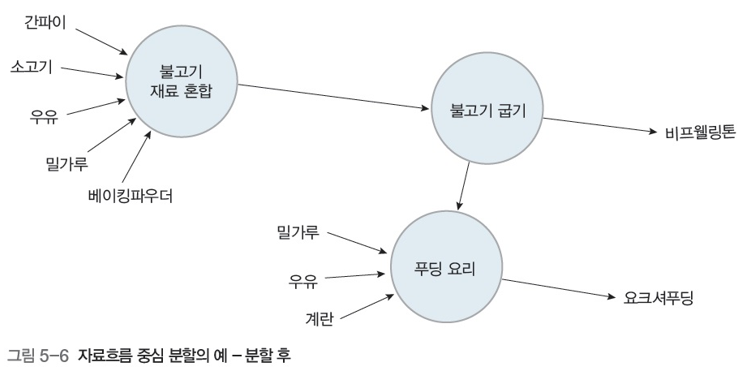 간파이
소고기
우유
밀가루
베이킹파우더
불고기
재료 혼합
불고기 굽기
비프웰링톤
밀가루
우유
계란
푸딩 요리
요크셔푸딩
그림 5-6 자료흐름 중심 분할의 예 - 분할 후